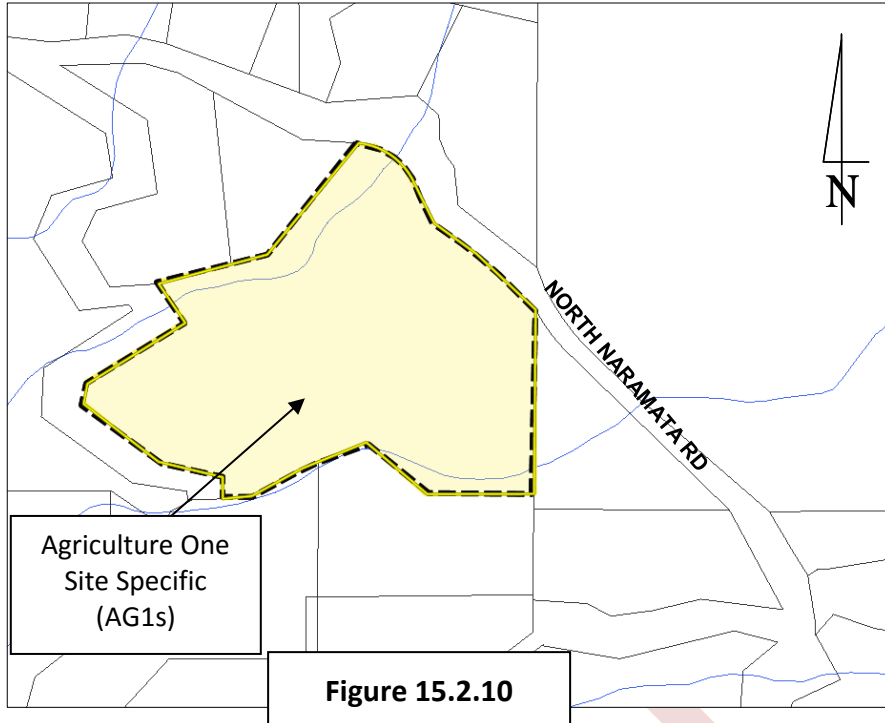 N
NORTH NARAMATA RD
Agriculture One
Site Specific
(AG1s)
Figure 15.2.10